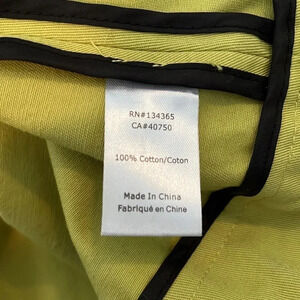 RN#134365
CA#40750
100% Cotton/Coton
Made In China
Fabriqué en Chine